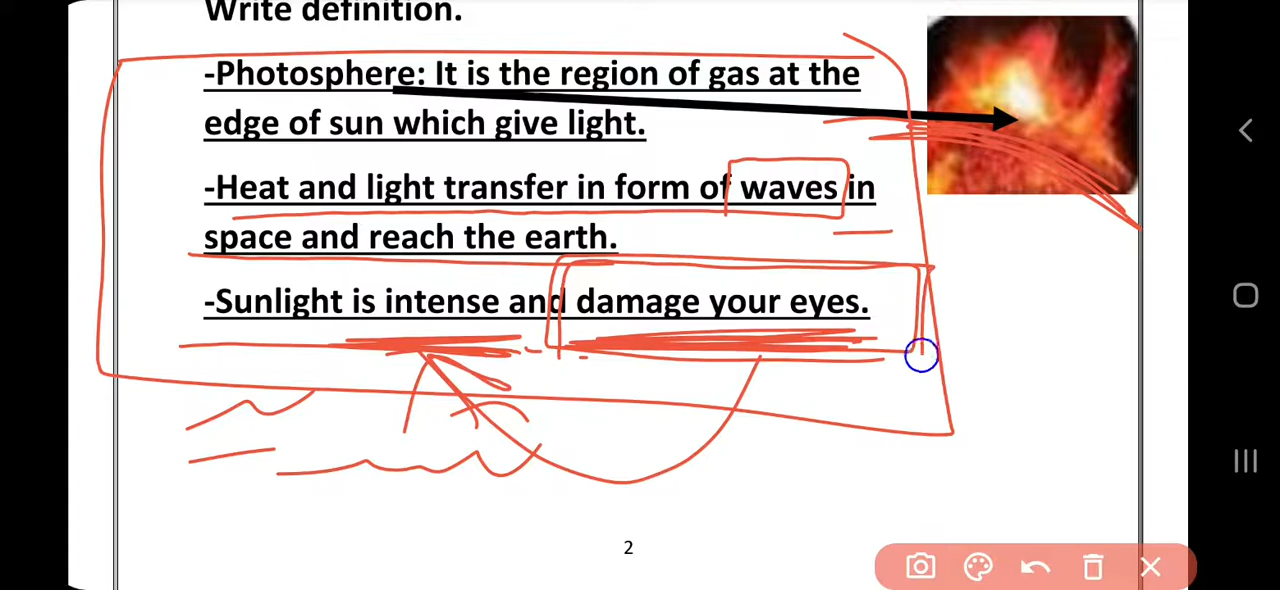 Write definition.
-Photosphere: It is the region of gas at the
edge of sun which give light.
-Heat and light transfer in form of waves in
space and reach the earth.
-Sunlight is intense and damage your eyes.
2